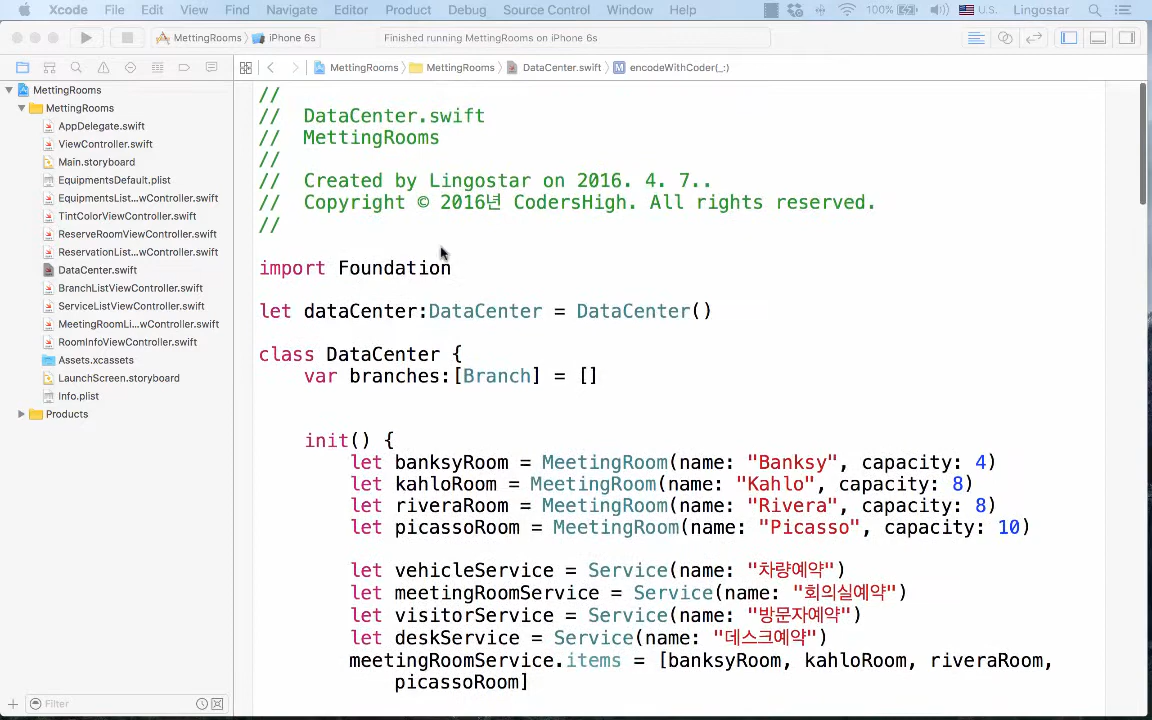 Xcode File Edit View Find Navigate Editor Product Debug Source Control Window Help 100% U.S. Lingostar
MettingRooms iPhone 6s Finished running MettingRooms on iPhone 6s
MettingRooms MettingRooms DataCenter.swift M encodeWithCoder(_:)
MettingRooms
MettingRooms
AppDelegate.swift
ViewController.swift
Main.storyboard
EquipmentsDefault.plist
EquipmentsList...wController.swift
TintColorViewController.swift
ReserveRoomViewController.swift
ReservationList...wController.swift
DataCenter.swift
BranchListViewController.swift
ServiceListViewController.swift
MeetingRoomLi...wController.swift
RoomInfoViewController.swift
Assets.xcassets
LaunchScreen.storyboard
Info.plist
Products
Filter
//
// DataCenter.swift
// MettingRooms
//
// Created by Lingostar on 2016. 4. 7..
// Copyright © 2016년 CodersHigh. All rights reserved.
//
import Foundation
let dataCenter:DataCenter = DataCenter()
class DataCenter {
var branches:[Branch] = []
init() {
let banksyRoom = MeetingRoom(name: "Banksy", capacity: 4)
let kahloRoom = MeetingRoom(name: "Kahlo", capacity: 8)
let riveraRoom = MeetingRoom(name: "Rivera", capacity: 8)
let picassoRoom = MeetingRoom(name: "Picasso", capacity: 10)
let vehicleService = Service(name: "차량예약")
let meetingRoomService = Service(name: "회의실예약")
let visitorService = Service(name: "방문자예약")
let deskService = Service(name: "데스크예약")
meetingRoomService.items = [banksyRoom, kahloRoom, riveraRoom,
picassoRoom]